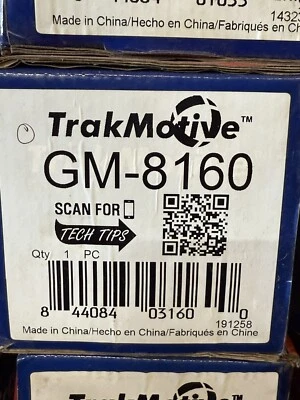 Made in China/Hecho en China/Fabriqués en Chine
TrakMotive™
GM-8160
SCAN FOR
TECH TIPS
Qty 1 PC
8 44084 03160 0
191258
Made in China/Hecho en China/Fabriqués en Chine
TrakMotive